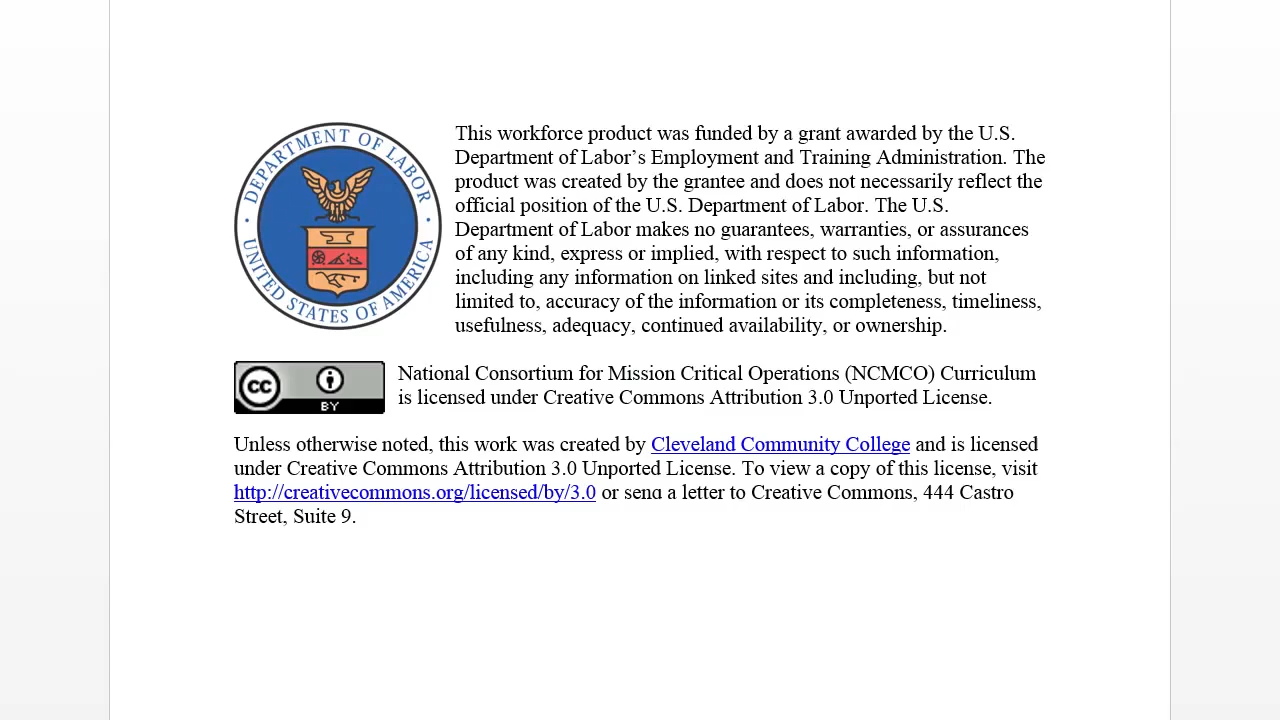 DEPARTMENT OF LABOR
UNITED STATES OF AMERICA
This workforce product was funded by a grant awarded by the U.S.
Department of Labor’s Employment and Training Administration. The
product was created by the grantee and does not necessarily reflect the
official position of the U.S. Department of Labor. The U.S.
Department of Labor makes no guarantees, warranties, or assurances
of any kind, express or implied, with respect to such information,
including any information on linked sites and including, but not
limited to, accuracy of the information or its completeness, timeliness,
usefulness, adequacy, continued availability, or ownership.
CC
BY
National Consortium for Mission Critical Operations (NCMCO) Curriculum
is licensed under Creative Commons Attribution 3.0 Unported License.
Unless otherwise noted, this work was created by Cleveland Community College and is licensed
under Creative Commons Attribution 3.0 Unported License. To view a copy of this license, visit
http://creativecommons.org/licensed/by/3.0 or send a letter to Creative Commons, 444 Castro
Street, Suite 9.